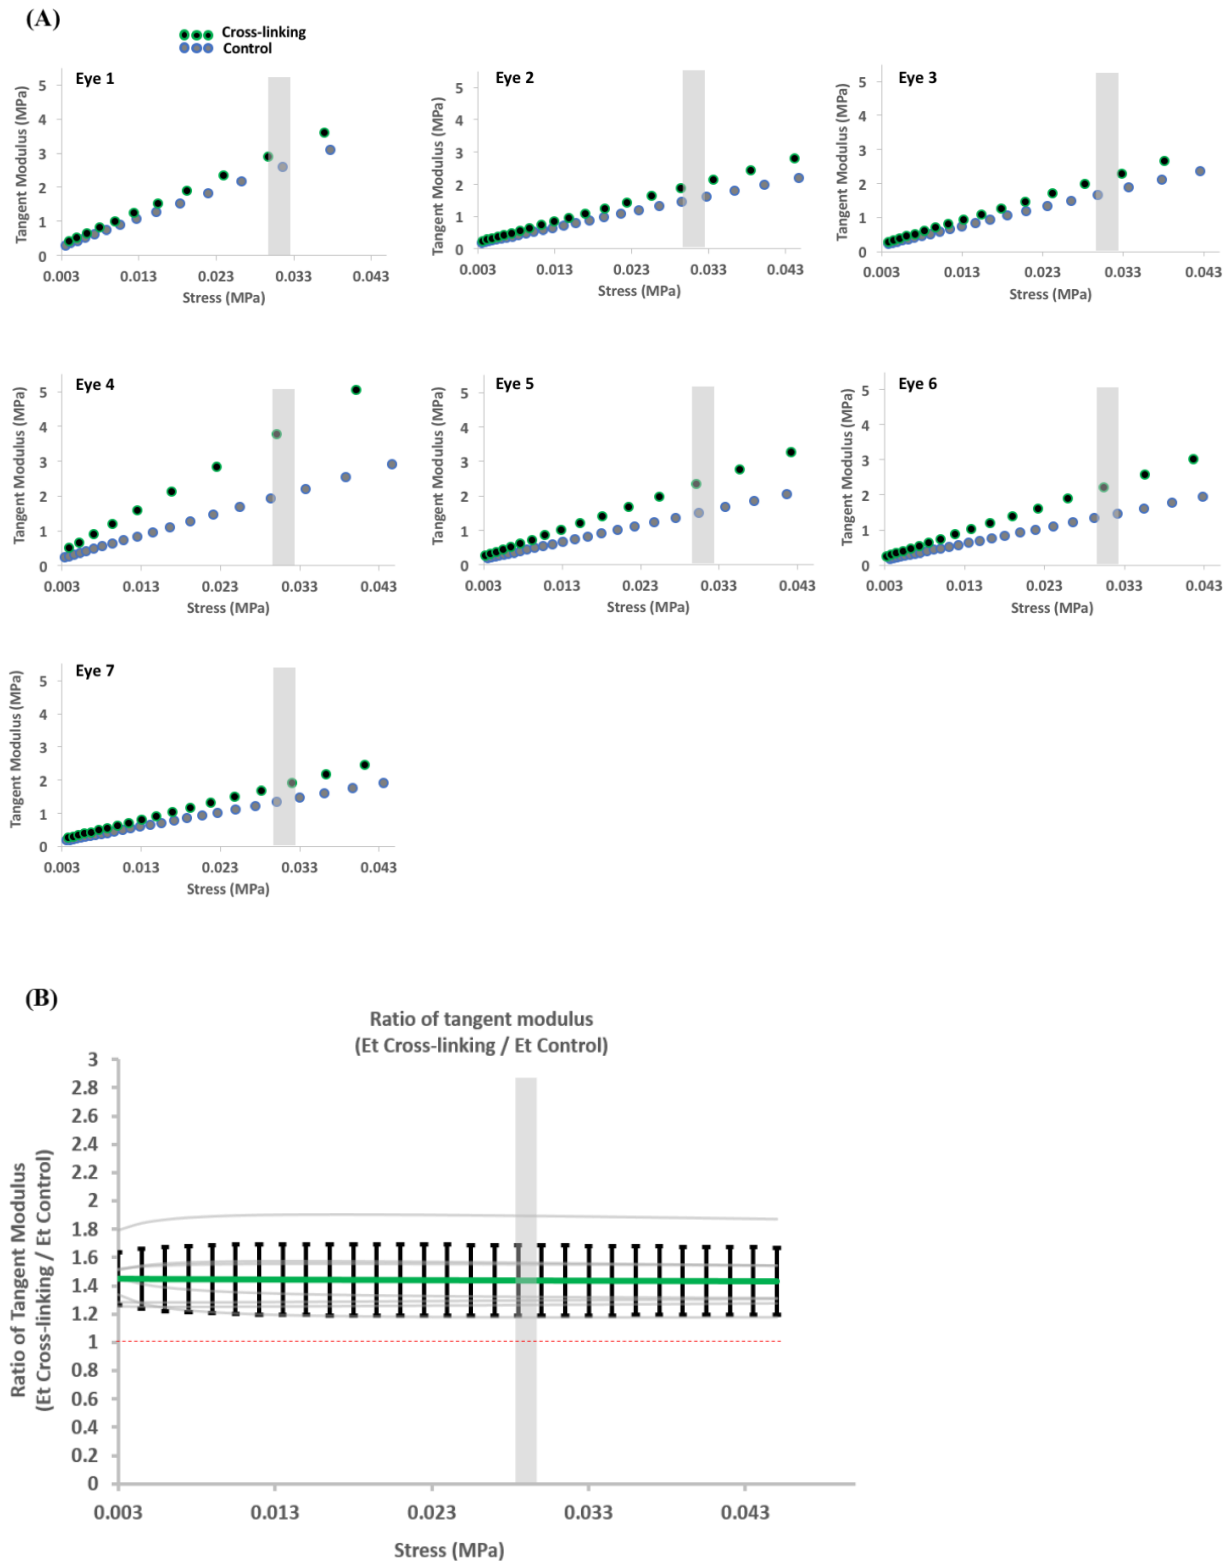 (A)
Cross-linking
Control
Eye 1
Tangent Modulus (MPa)
5
4
3
2
1
0
0.003 0.013 0.023 0.033 0.043
Stress (MPa)
Eye 2
Tangent Modulus (MPa)
5
4
3
2
1
0
0.003 0.013 0.023 0.033 0.043
Stress (MPa)
Eye 3
Tangent Modulus (MPa)
5
4
3
2
1
0
0.003 0.013 0.023 0.033 0.043
Stress (MPa)
Eye 4
Tangent Modulus (MPa)
5
4
3
2
1
0
0.003 0.013 0.023 0.033 0.043
Stress (MPa)
Eye 5
Tangent Modulus (MPa)
5
4
3
2
1
0
0.003 0.013 0.023 0.033 0.043
Stress (MPa)
Eye 6
Tangent Modulus (MPa)
5
4
3
2
1
0
0.003 0.013 0.023 0.033 0.043
Stress (MPa)
Eye 7
Tangent Modulus (MPa)
5
4
3
2
1
0
0.003 0.013 0.023 0.033 0.043
Stress (MPa)
(B)
Ratio of tangent modulus
(Et Cross-linking / Et Control)
Ratio of Tangent Modulus
(Et Cross-linking / Et Control)
3
2.8
2.6
2.4
2.2
2
1.8
1.6
1.4
1.2
1
0.8
0.6
0.4
0.2
0
0.003 0.013 0.023 0.033 0.043
Stress (MPa)